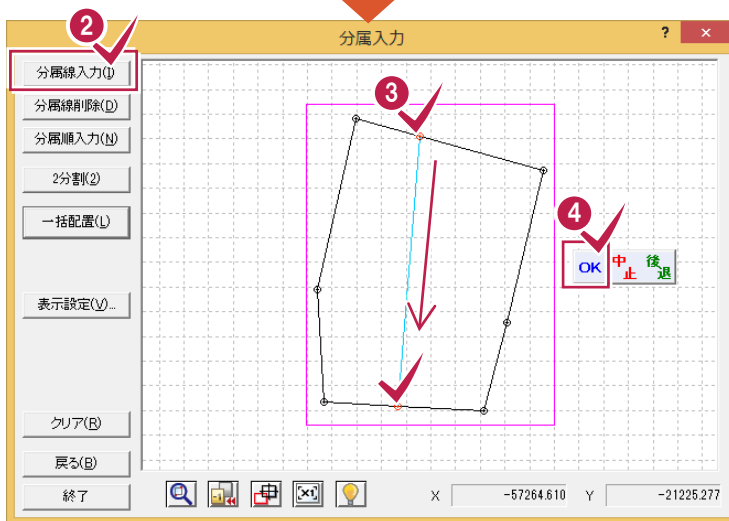 2
分属入力
?
×
分属線入力(I)
分属線削除(D)
分属順入力(N)
2分割(2)
一括配置(L)
表示設定(V)...
クリア(R)
戻る(B)
終了
3
4
OK
中止
後退
x1
X
-57264.610
Y
-21225.277